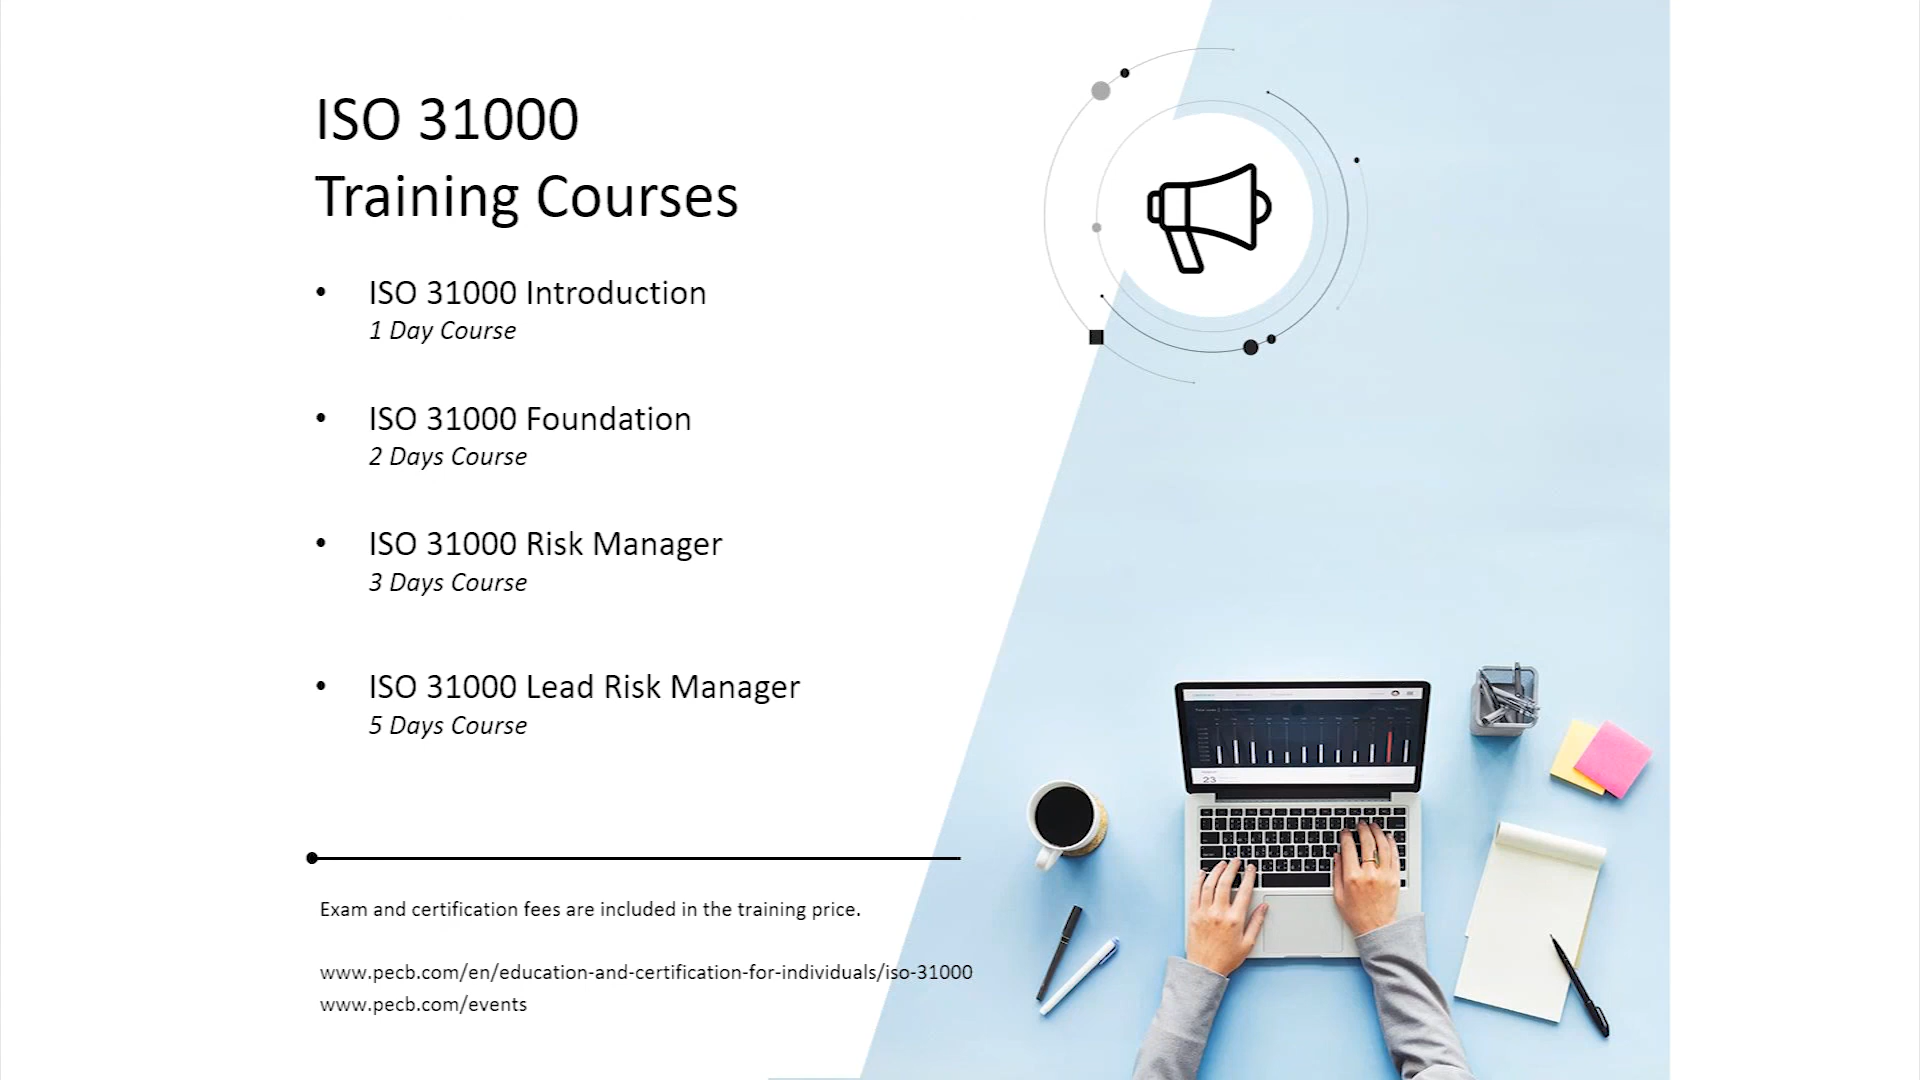 ISO 31000
Training Courses
• ISO 31000 Introduction
1 Day Course
• ISO 31000 Foundation
2 Days Course
• ISO 31000 Risk Manager
3 Days Course
• ISO 31000 Lead Risk Manager
5 Days Course
Exam and certification fees are included in the training price.
www.pecb.com/en/education-and-certification-for-individuals/iso-31000
www.pecb.com/events
23